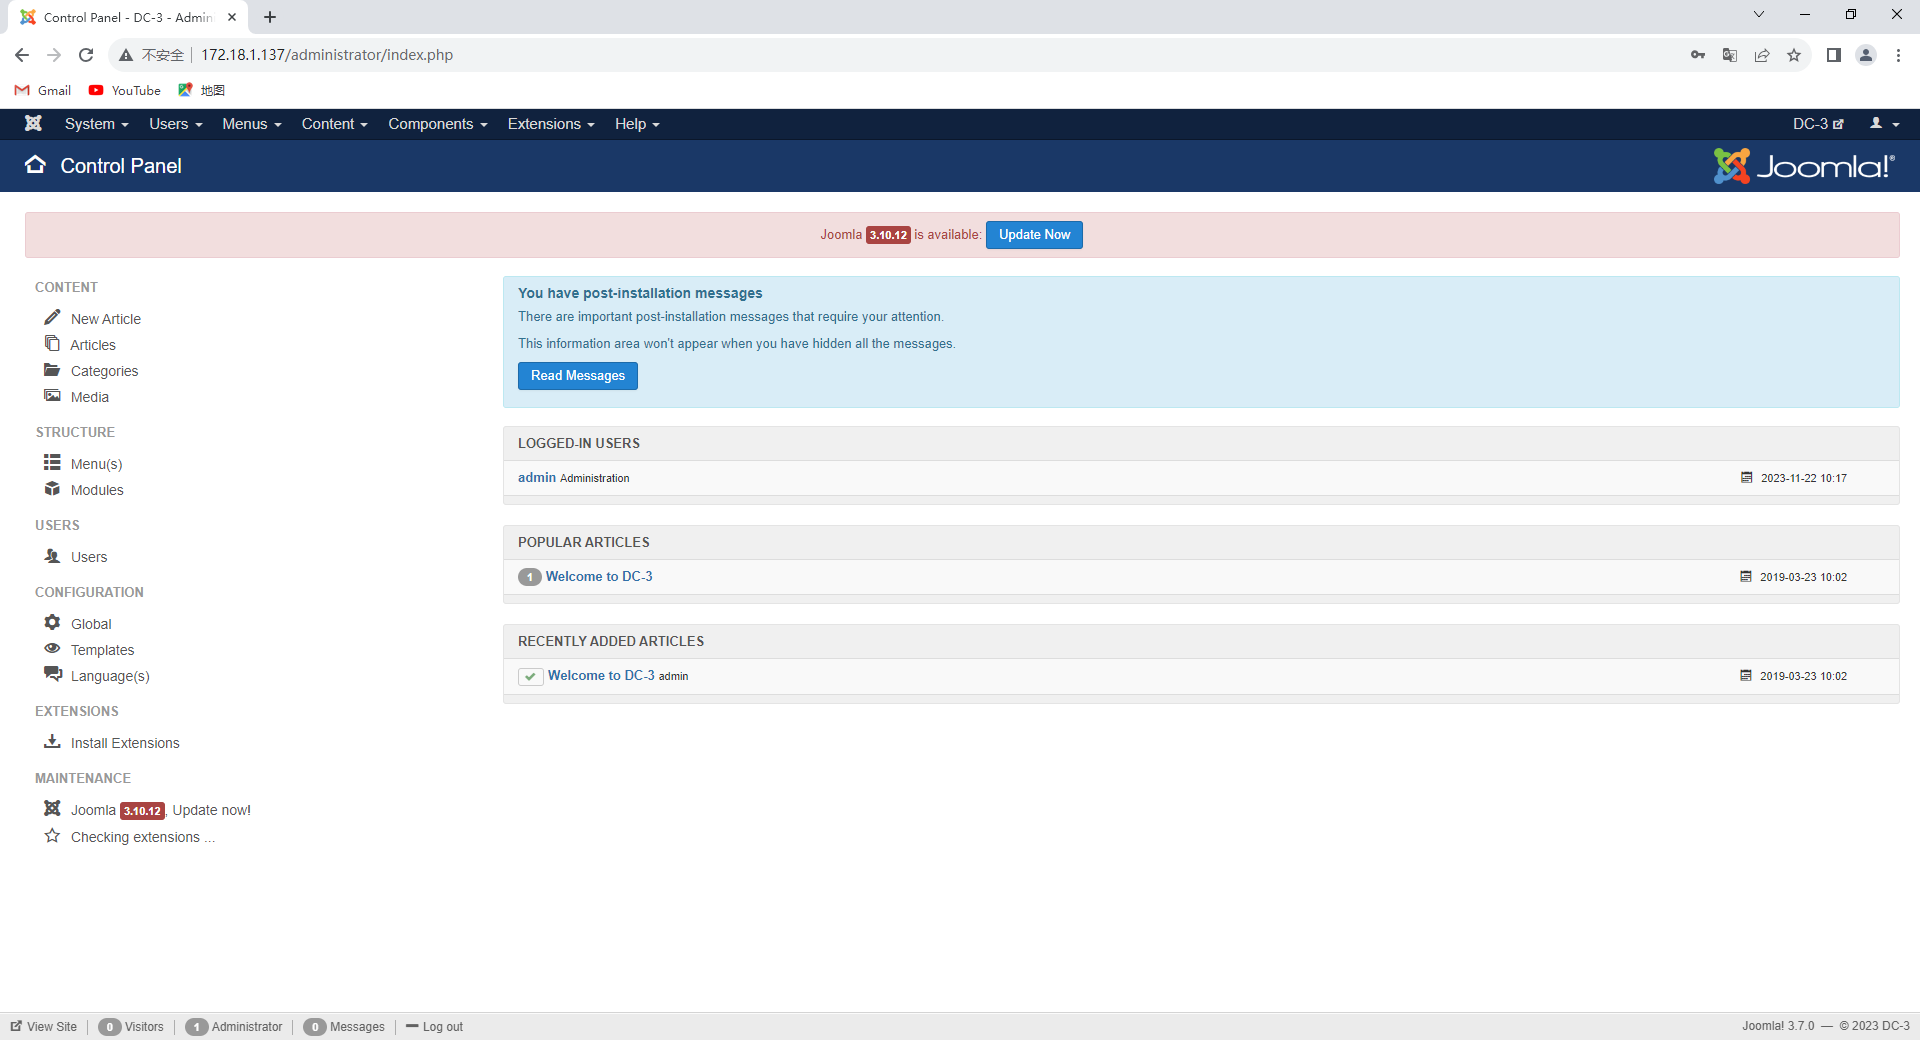 Control Panel - DC-3 - Admin
不安全 172.18.1.137/administrator/index.php
Gmail YouTube 地图
System Users Menus Content Components Extensions Help DC-3
Control Panel Joomla!®
Joomla 3.10.12 is available: Update Now
CONTENT
New Article
Articles
Categories
Media
STRUCTURE
Menu(s)
Modules
USERS
Users
CONFIGURATION
Global
Templates
Language(s)
EXTENSIONS
Install Extensions
MAINTENANCE
Joomla 3.10.12, Update now!
Checking extensions ...
You have post-installation messages
There are important post-installation messages that require your attention.
This information area won't appear when you have hidden all the messages.
Read Messages
LOGGED-IN USERS
admin Administration 2023-11-22 10:17
POPULAR ARTICLES
1 Welcome to DC-3 2019-03-23 10:02
RECENTLY ADDED ARTICLES
Welcome to DC-3 admin 2019-03-23 10:02
View Site 0 Visitors 1 Administrator 0 Messages Log out Joomla! 3.7.0 — © 2023 DC-3